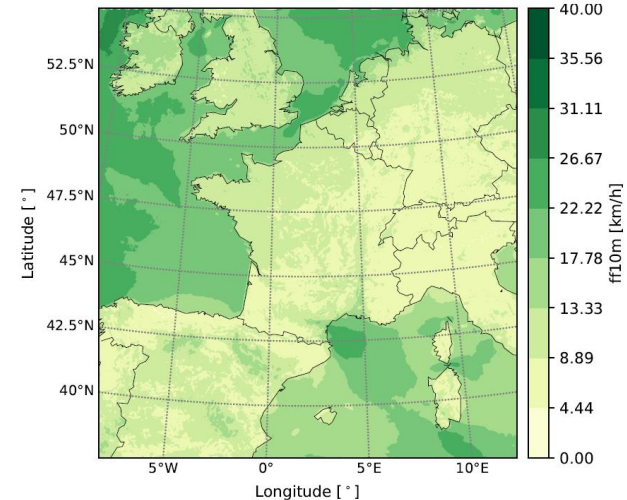 52.5°N
50°N
47.5°N
45°N
42.5°N
40°N
Latitude [°]
5°W
0°
5°E
10°E
Longitude [°]
40.00
35.56
31.11
26.67
22.22
17.78
13.33
8.89
4.44
0.00
ff10m [km/h]